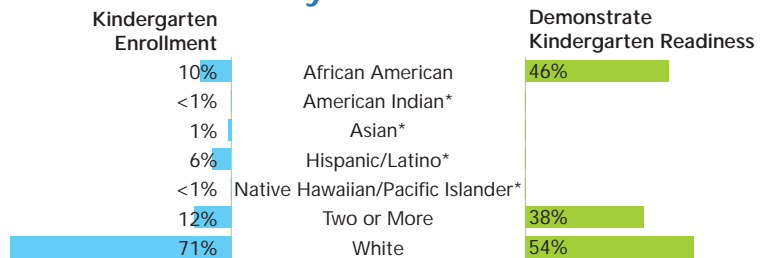 Kindergarten
Enrollment
Demonstrate
Kindergarten Readiness
10% African American 46%
<1% American Indian*
1% Asian*
6% Hispanic/Latino*
<1% Native Hawaiian/Pacific Islander*
12% Two or More 38%
71% White 54%